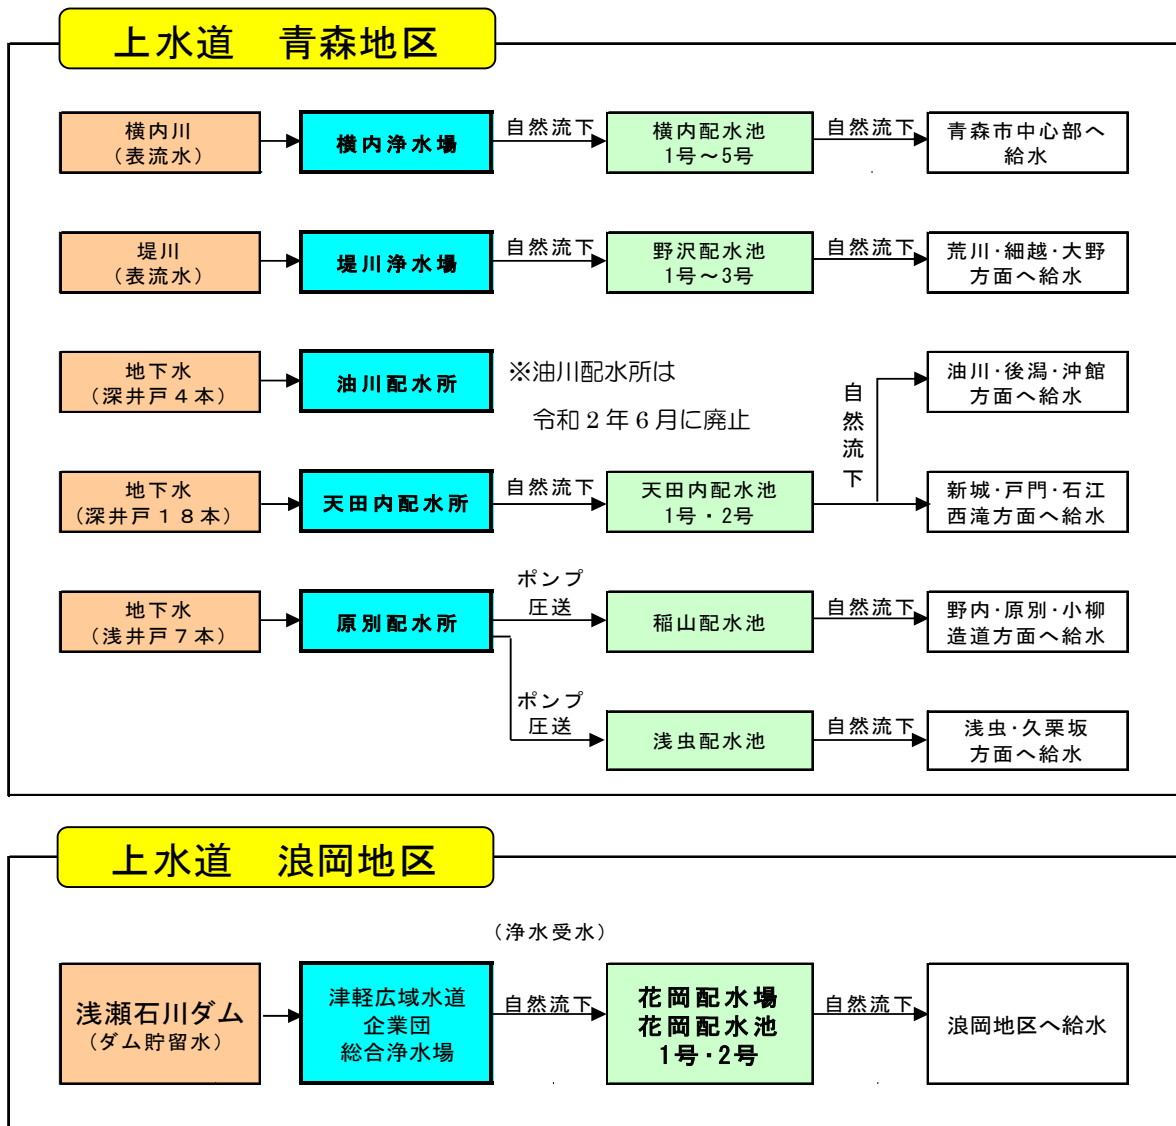 上水道　青森地区
横内川
（表流水）
横内浄水場
自然流下
横内配水池
1号～5号
自然流下
青森市中心部へ
給水
堤川
（表流水）
堤川浄水場
自然流下
野沢配水池
1号～3号
自然流下
荒川・細越・大野
方面へ給水
地下水
（深井戸４本）
油川配水所
※油川配水所は
令和２年６月に廃止
自然流下
油川・後潟・沖館
方面へ給水
地下水
（深井戸１８本）
天田内配水所
自然流下
天田内配水池
1号・2号
新城・戸門・石江
西滝方面へ給水
地下水
（浅井戸７本）
原別配水所
ポンプ
圧送
稲山配水池
自然流下
野内・原別・小柳
造道方面へ給水
ポンプ
圧送
浅虫配水池
自然流下
浅虫・久栗坂
方面へ給水
上水道　浪岡地区
（浄水受水）
浅瀬石川ダム
（ダム貯留水）
津軽広域水道
企業団
総合浄水場
自然流下
花岡配水場
花岡配水池
1号・2号
自然流下
浪岡地区へ給水